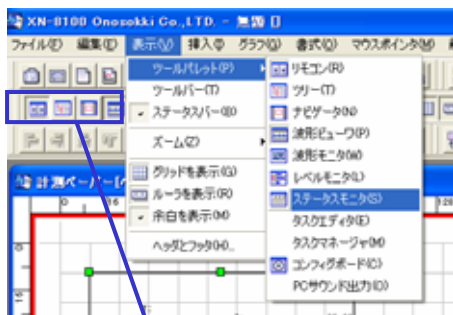 XN-8100 Onosokki Co.,LTD. - 無題 []
ファイル(F) 編集(E) 表示(V) 挿入(I) グラフ(G) 書式(O) マウスポインタ(M)
ツールパレット(P)
ツールバー(T)
ステータスバー(B)
ズーム(Z)
グリッドを表示(G)
ルーラを表示(R)
余白を表示(M)
ヘッダとフッタ(H)...
リモコン(R)
ツリー(T)
ナビゲータ(N)
波形ビューワ(P)
波形モニタ(W)
レベルモニタ(L)
ステータスモニタ(S)
タスクエディタ(E)
タスクマネージャ(M)
コンフィグボード(C)
PCサウンド出力(O)
計測ペーパー
0
16
128
0
16